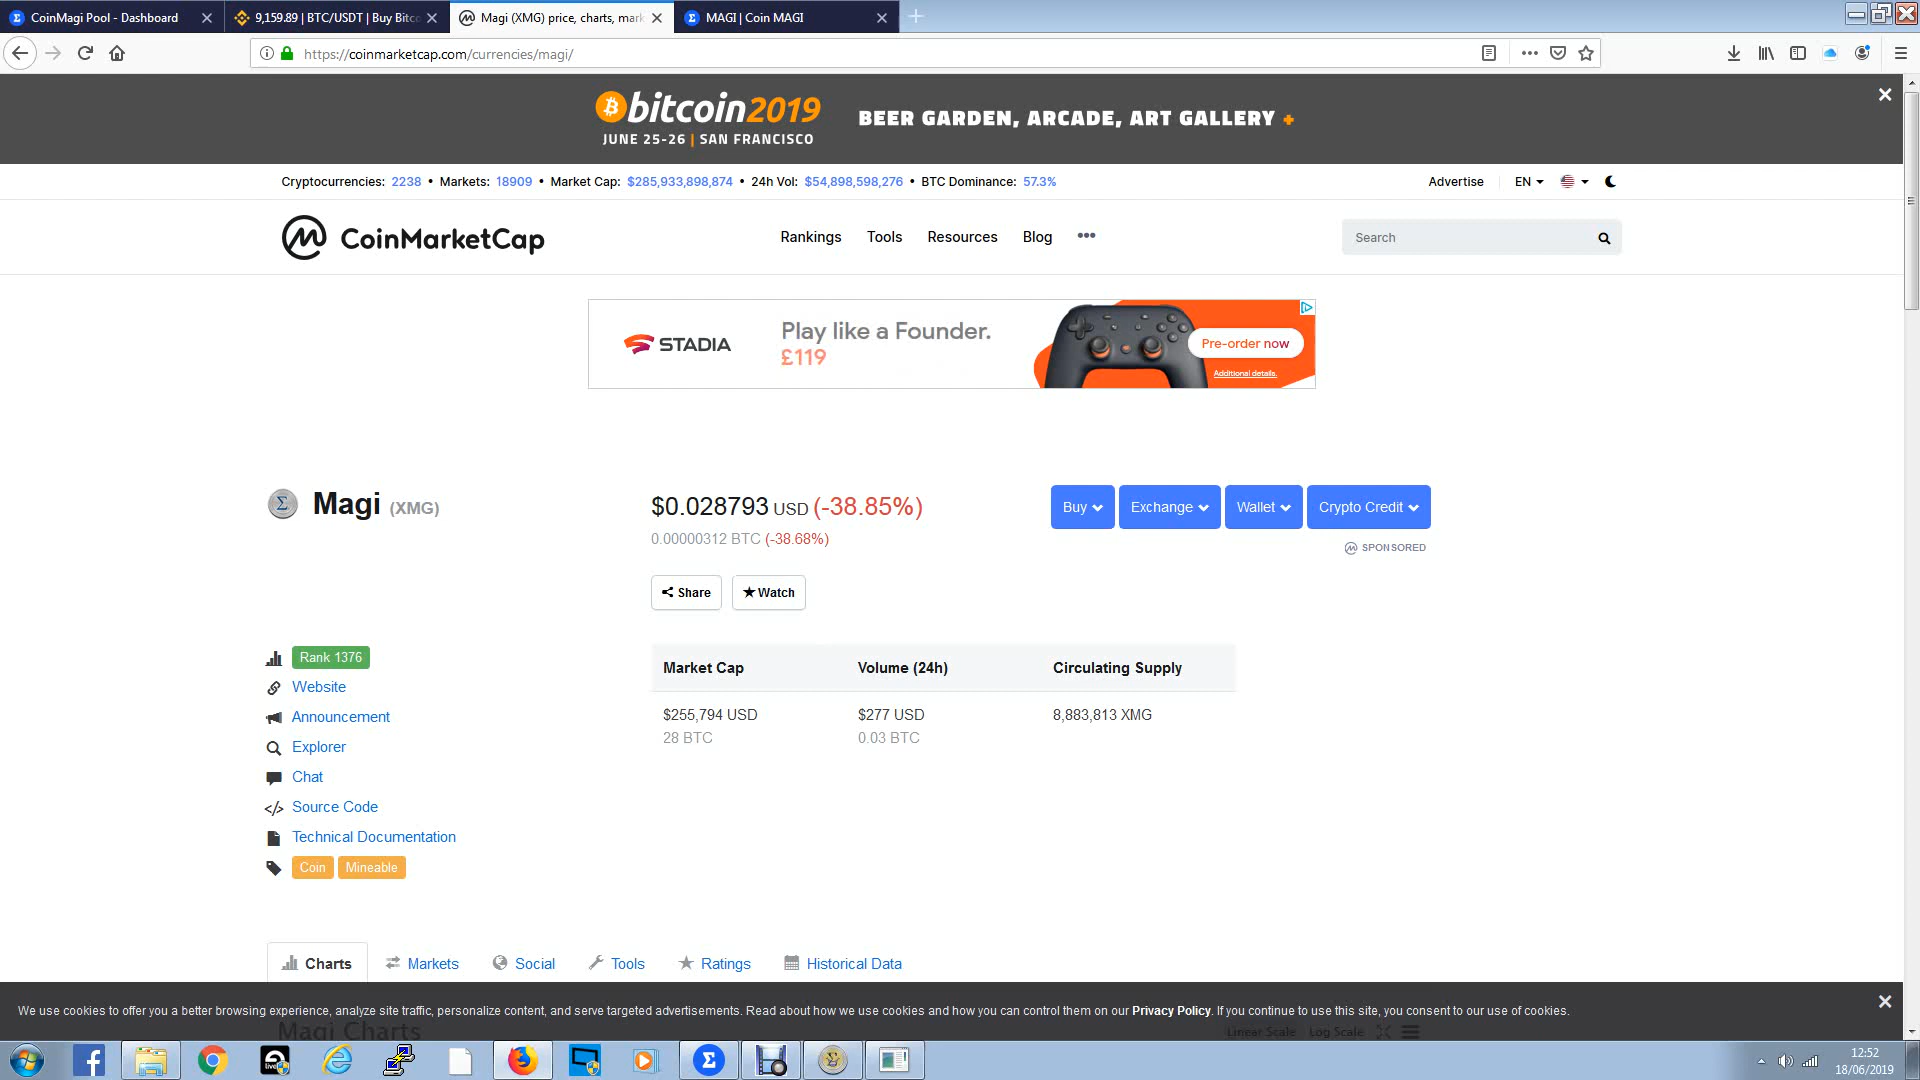 CoinMagi Pool - Dashboard
9,159.89 | BTC/USDT | Buy Bitco
Magi (XMG) price, charts, mark
MAGI | Coin MAGI
https://coinmarketcap.com/currencies/magi/
bitcoin2019
JUNE 25-26 | SAN FRANCISCO
BEER GARDEN, ARCADE, ART GALLERY +
Cryptocurrencies: 2238 • Markets: 18909 • Market Cap: $285,933,898,874 • 24h Vol: $54,898,598,276 • BTC Dominance: 57.3%
Advertise
EN
CoinMarketCap
Rankings
Tools
Resources
Blog
Search
STADIA
Play like a Founder.
£119
Pre-order now
Additional details.
Magi (XMG)
$0.028793 USD (-38.85%)
0.00000312 BTC (-38.68%)
Buy
Exchange
Wallet
Crypto Credit
SPONSORED
Share
Watch
Rank 1376
Website
Announcement
Explorer
Chat
Source Code
Technical Documentation
Coin Mineable
Market Cap Volume (24h) Circulating Supply
$255,794 USD $277 USD 8,883,813 XMG
28 BTC 0.03 BTC
Charts
Markets
Social
Tools
Ratings
Historical Data
We use cookies to offer you a better browsing experience, analyze site traffic, personalize content, and serve targeted advertisements. Read about how we use cookies and how you can control them on our Privacy Policy. If you continue to use this site, you consent to our use of cookies.
Magi Charts
Linear Scale Log Scale
live
12:52
18/06/2019